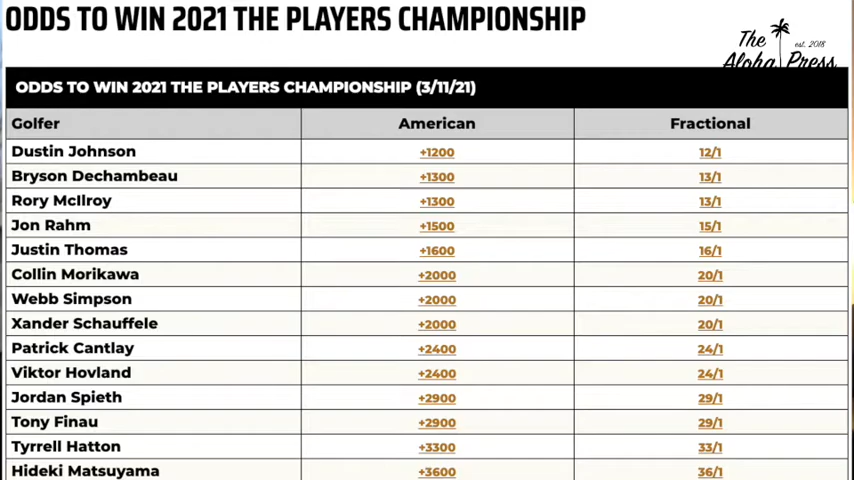 ODDS TO WIN 2021 THE PLAYERS CHAMPIONSHIP
The est. 2018
Aloha Press
ODDS TO WIN 2021 THE PLAYERS CHAMPIONSHIP (3/11/21)
Golfer American Fractional
Dustin Johnson +1200 12/1
Bryson Dechambeau +1300 13/1
Rory McIlroy +1300 13/1
Jon Rahm +1500 15/1
Justin Thomas +1600 16/1
Collin Morikawa +2000 20/1
Webb Simpson +2000 20/1
Xander Schauffele +2000 20/1
Patrick Cantlay +2400 24/1
Viktor Hovland +2400 24/1
Jordan Spieth +2900 29/1
Tony Finau +2900 29/1
Tyrrell Hatton +3300 33/1
Hideki Matsuyama +3600 36/1